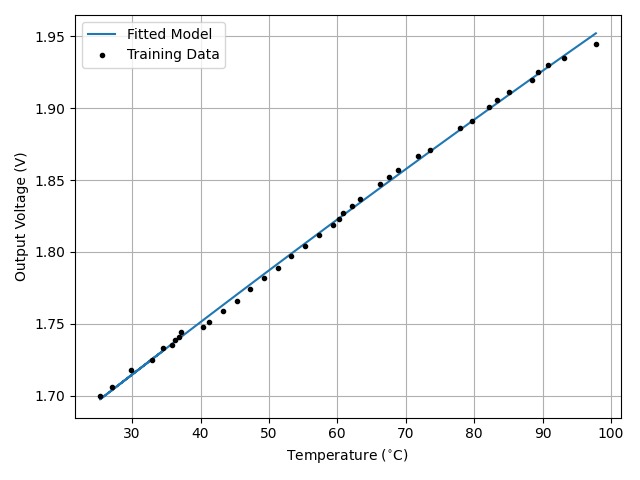 1.95
1.90
1.85
1.80
1.75
1.70
Output Voltage (V)
Fitted Model
Training Data
30 40 50 60 70 80 90 100
Temperature (°C)